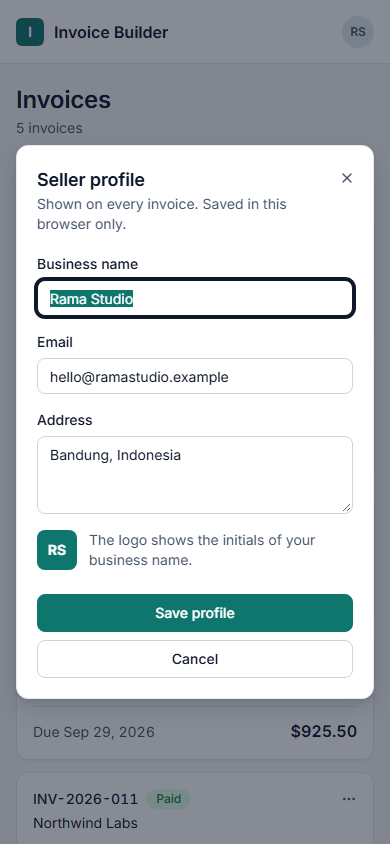 I
Invoice Builder
RS
Invoices
5 invoices
Seller profile
Shown on every invoice. Saved in this
browser only.
Business name
Rama Studio
Email
hello@ramastudio.example
Address
Bandung, Indonesia
RS
The logo shows the initials of your
business name.
Save profile
Cancel
Due Sep 29, 2026
$925.50
INV-2026-011
Paid
Northwind Labs